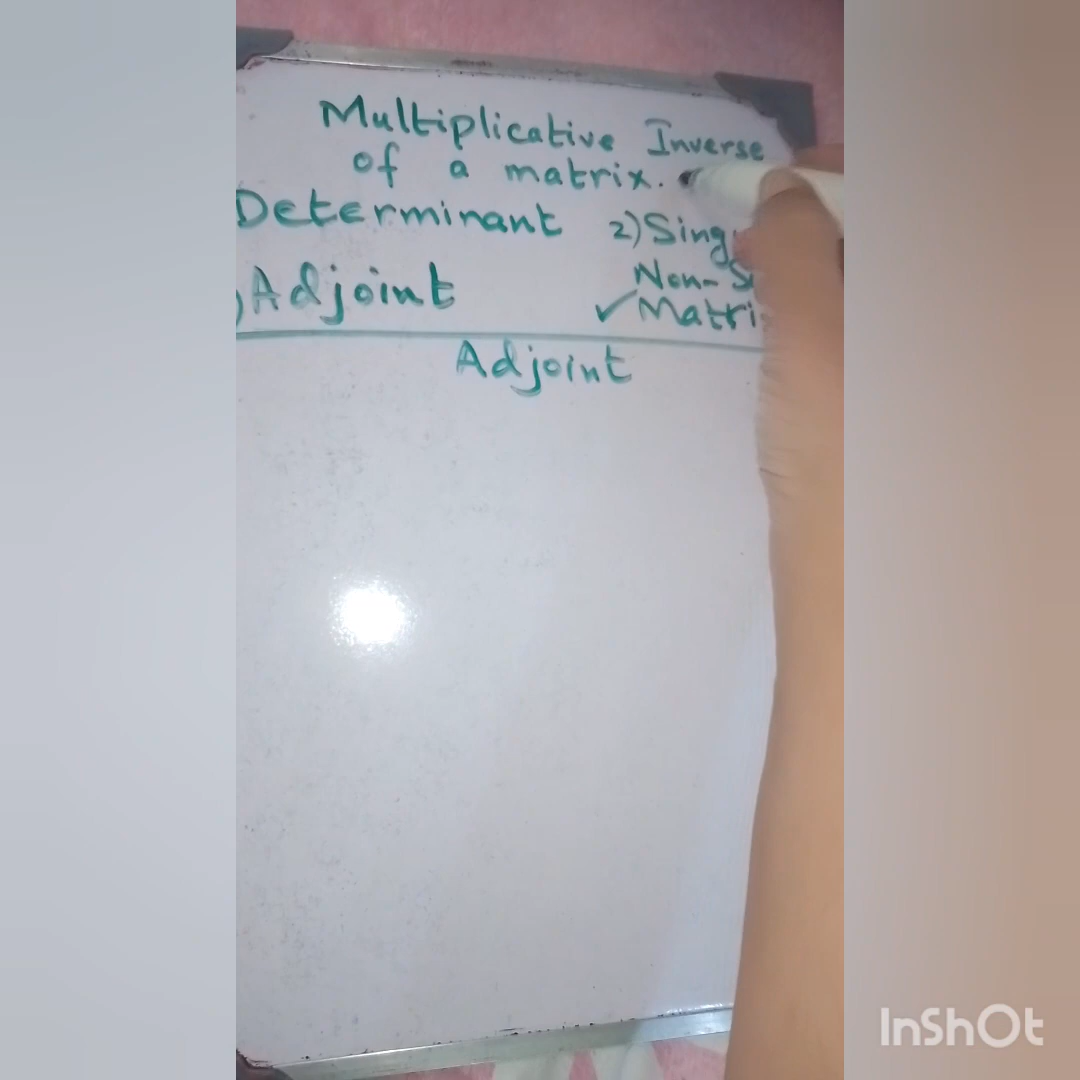 Multiplicative Inverse
of a matrix.
Determinant 2)Sing
Non-S
)Adjoint ✓Matri
Adjoint
InShOt